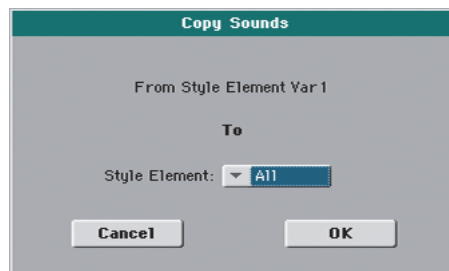 Copy Sounds
From Style Element Var1
To
Style Element: All
Cancel OK